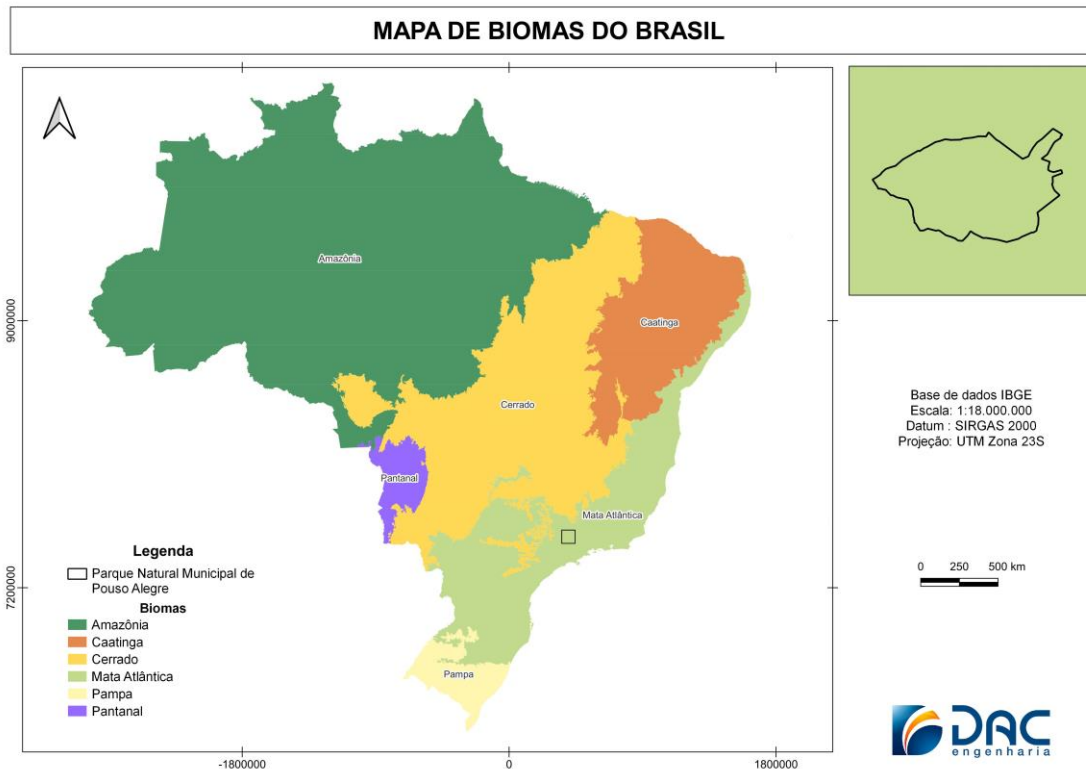 MAPA DE BIOMAS DO BRASIL
Amazônia
Caatinga
Cerrado
Pantanal
Mata Atlântica
Pampa
9000000
7200000
-1800000
0
1800000
Legenda
Parque Natural Municipal de
Pouso Alegre
Biomas
Amazônia
Caatinga
Cerrado
Mata Atlântica
Pampa
Pantanal
Base de dados IBGE
Escala: 1:18.000.000
Datum : SIRGAS 2000
Projeção: UTM Zona 23S
0 250 500 km
DAC
engenharia